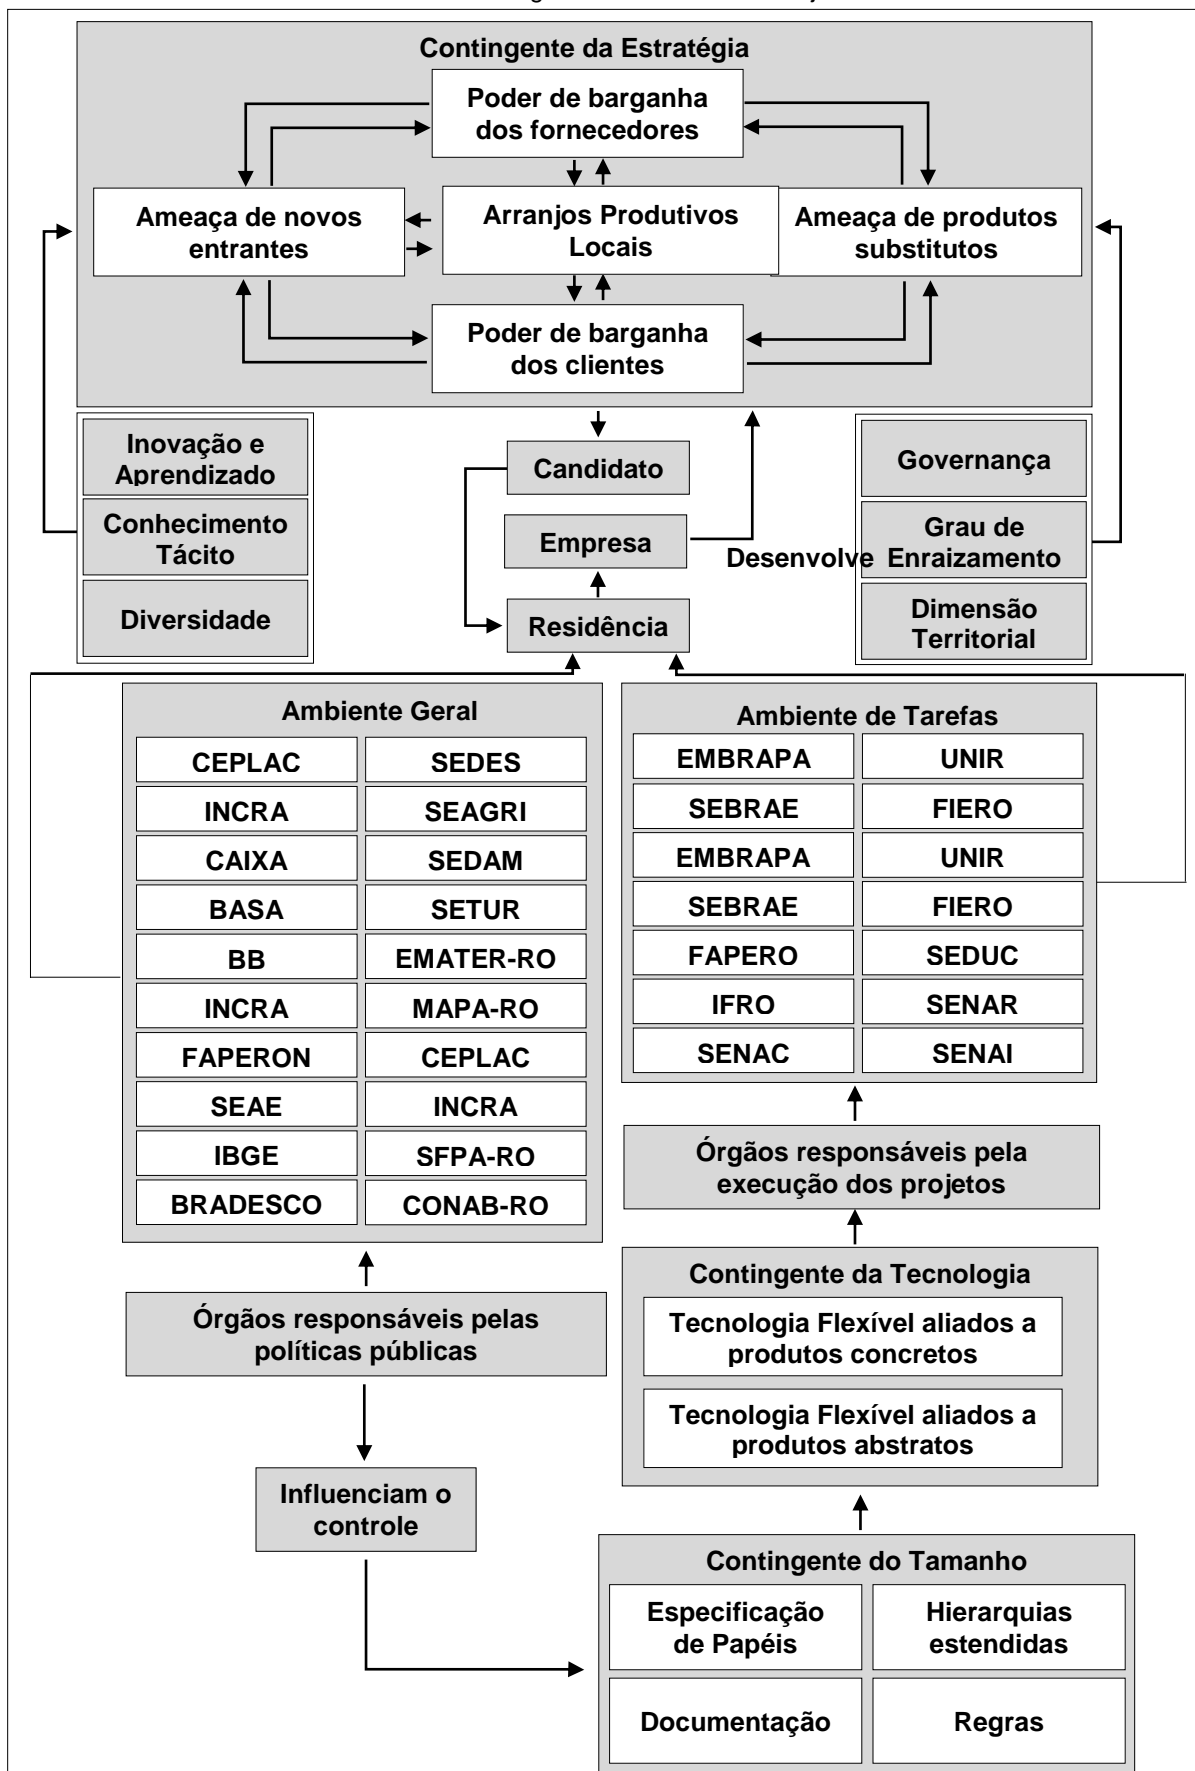 Contingente da Estratégia
Poder de barganha
dos fornecedores
Ameaça de novos
entrantes
Arranjos Produtivos
Locais
Ameaça de produtos
substitutos
Poder de barganha
dos clientes
Inovação e
Aprendizado
Conhecimento
Tácito
Diversidade
Candidato
Empresa
Residência
Desenvolve
Governança
Grau de
Enraizamento
Dimensão
Territorial
Ambiente Geral
CEPLAC SEDES
INCRA SEAGRI
CAIXA SEDAM
BASA SETUR
BB EMATER-RO
INCRA MAPA-RO
FAPERON CEPLAC
SEAE INCRA
IBGE SFPA-RO
BRADESCO CONAB-RO
Ambiente de Tarefas
EMBRAPA UNIR
SEBRAE FIERO
EMBRAPA UNIR
SEBRAE FIERO
FAPERO SEDUC
IFRO SENAR
SENAC SENAI
Órgãos responsáveis pela
execução dos projetos
Contingente da Tecnologia
Tecnologia Flexível aliados a
produtos concretos
Tecnologia Flexível aliados a
produtos abstratos
Órgãos responsáveis pelas
políticas públicas
Influenciam o
controle
Contingente do Tamanho
Especificação
de Papéis
Hierarquias
estendidas
Documentação
Regras